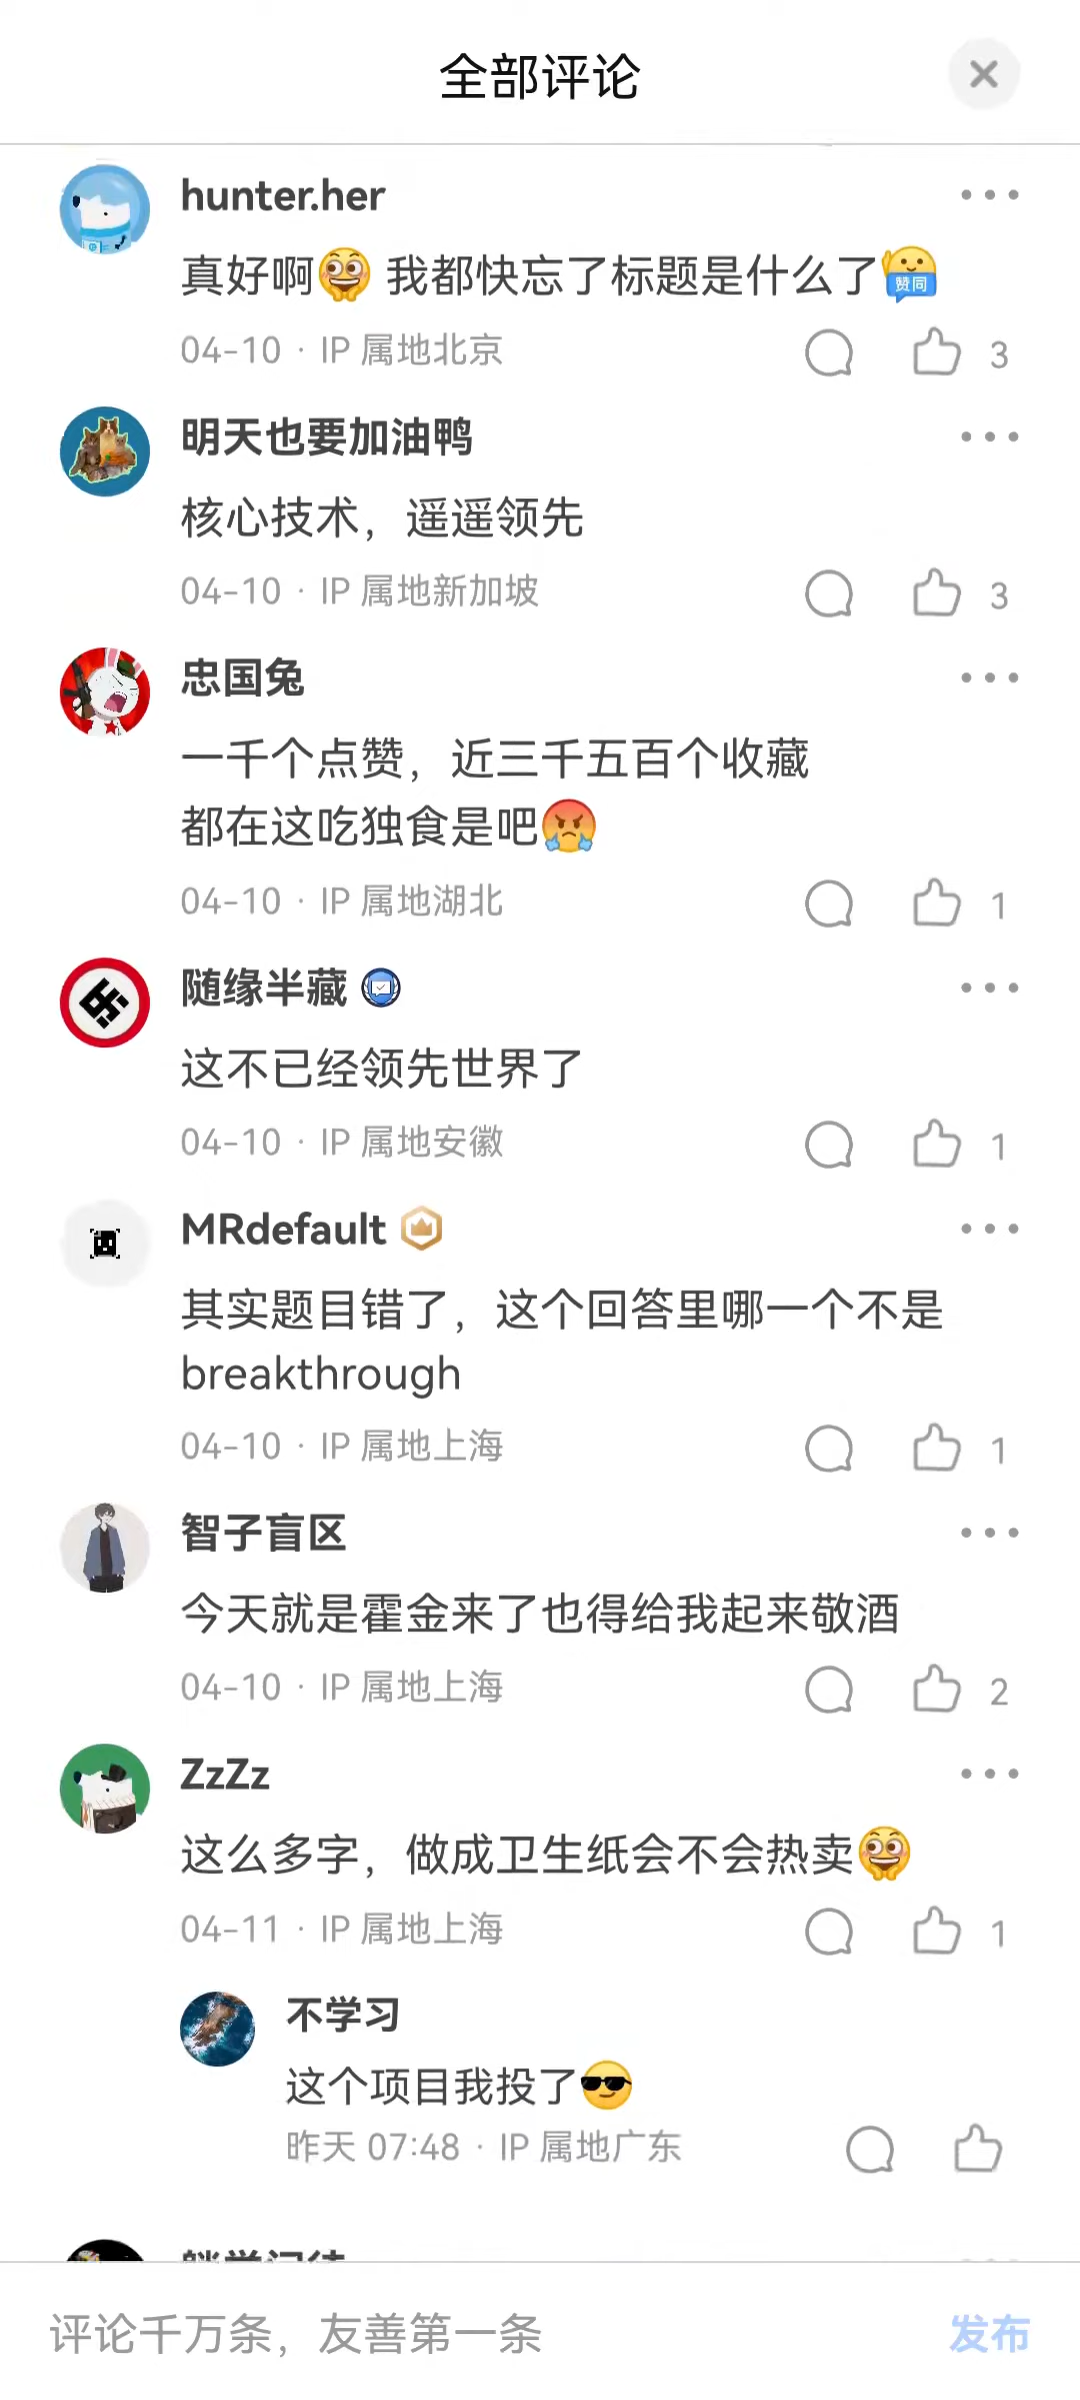 全部评论
hunter.her
真好啊 我都快忘了标题是什么了
赞同
04-10 · IP 属地北京
3
明天也要加油鸭
核心技术，遥遥领先
04-10 · IP 属地新加坡
3
忠国兔
一千个点赞，近三千五百个收藏
都在这吃独食是吧
04-10 · IP 属地湖北
1
随缘半藏
这不已经领先世界了
04-10 · IP 属地安徽
1
MRdefault
其实题目错了，这个回答里哪一个不是
breakthrough
04-10 · IP 属地上海
1
智子盲区
今天就是霍金来了也得给我起来敬酒
04-10 · IP 属地上海
2
ZzZz
这么多字，做成卫生纸会不会热卖
04-11 · IP 属地上海
1
不学习
这个项目我投了
昨天 07:48 · IP 属地广东
评论千万条，友善第一条
发布